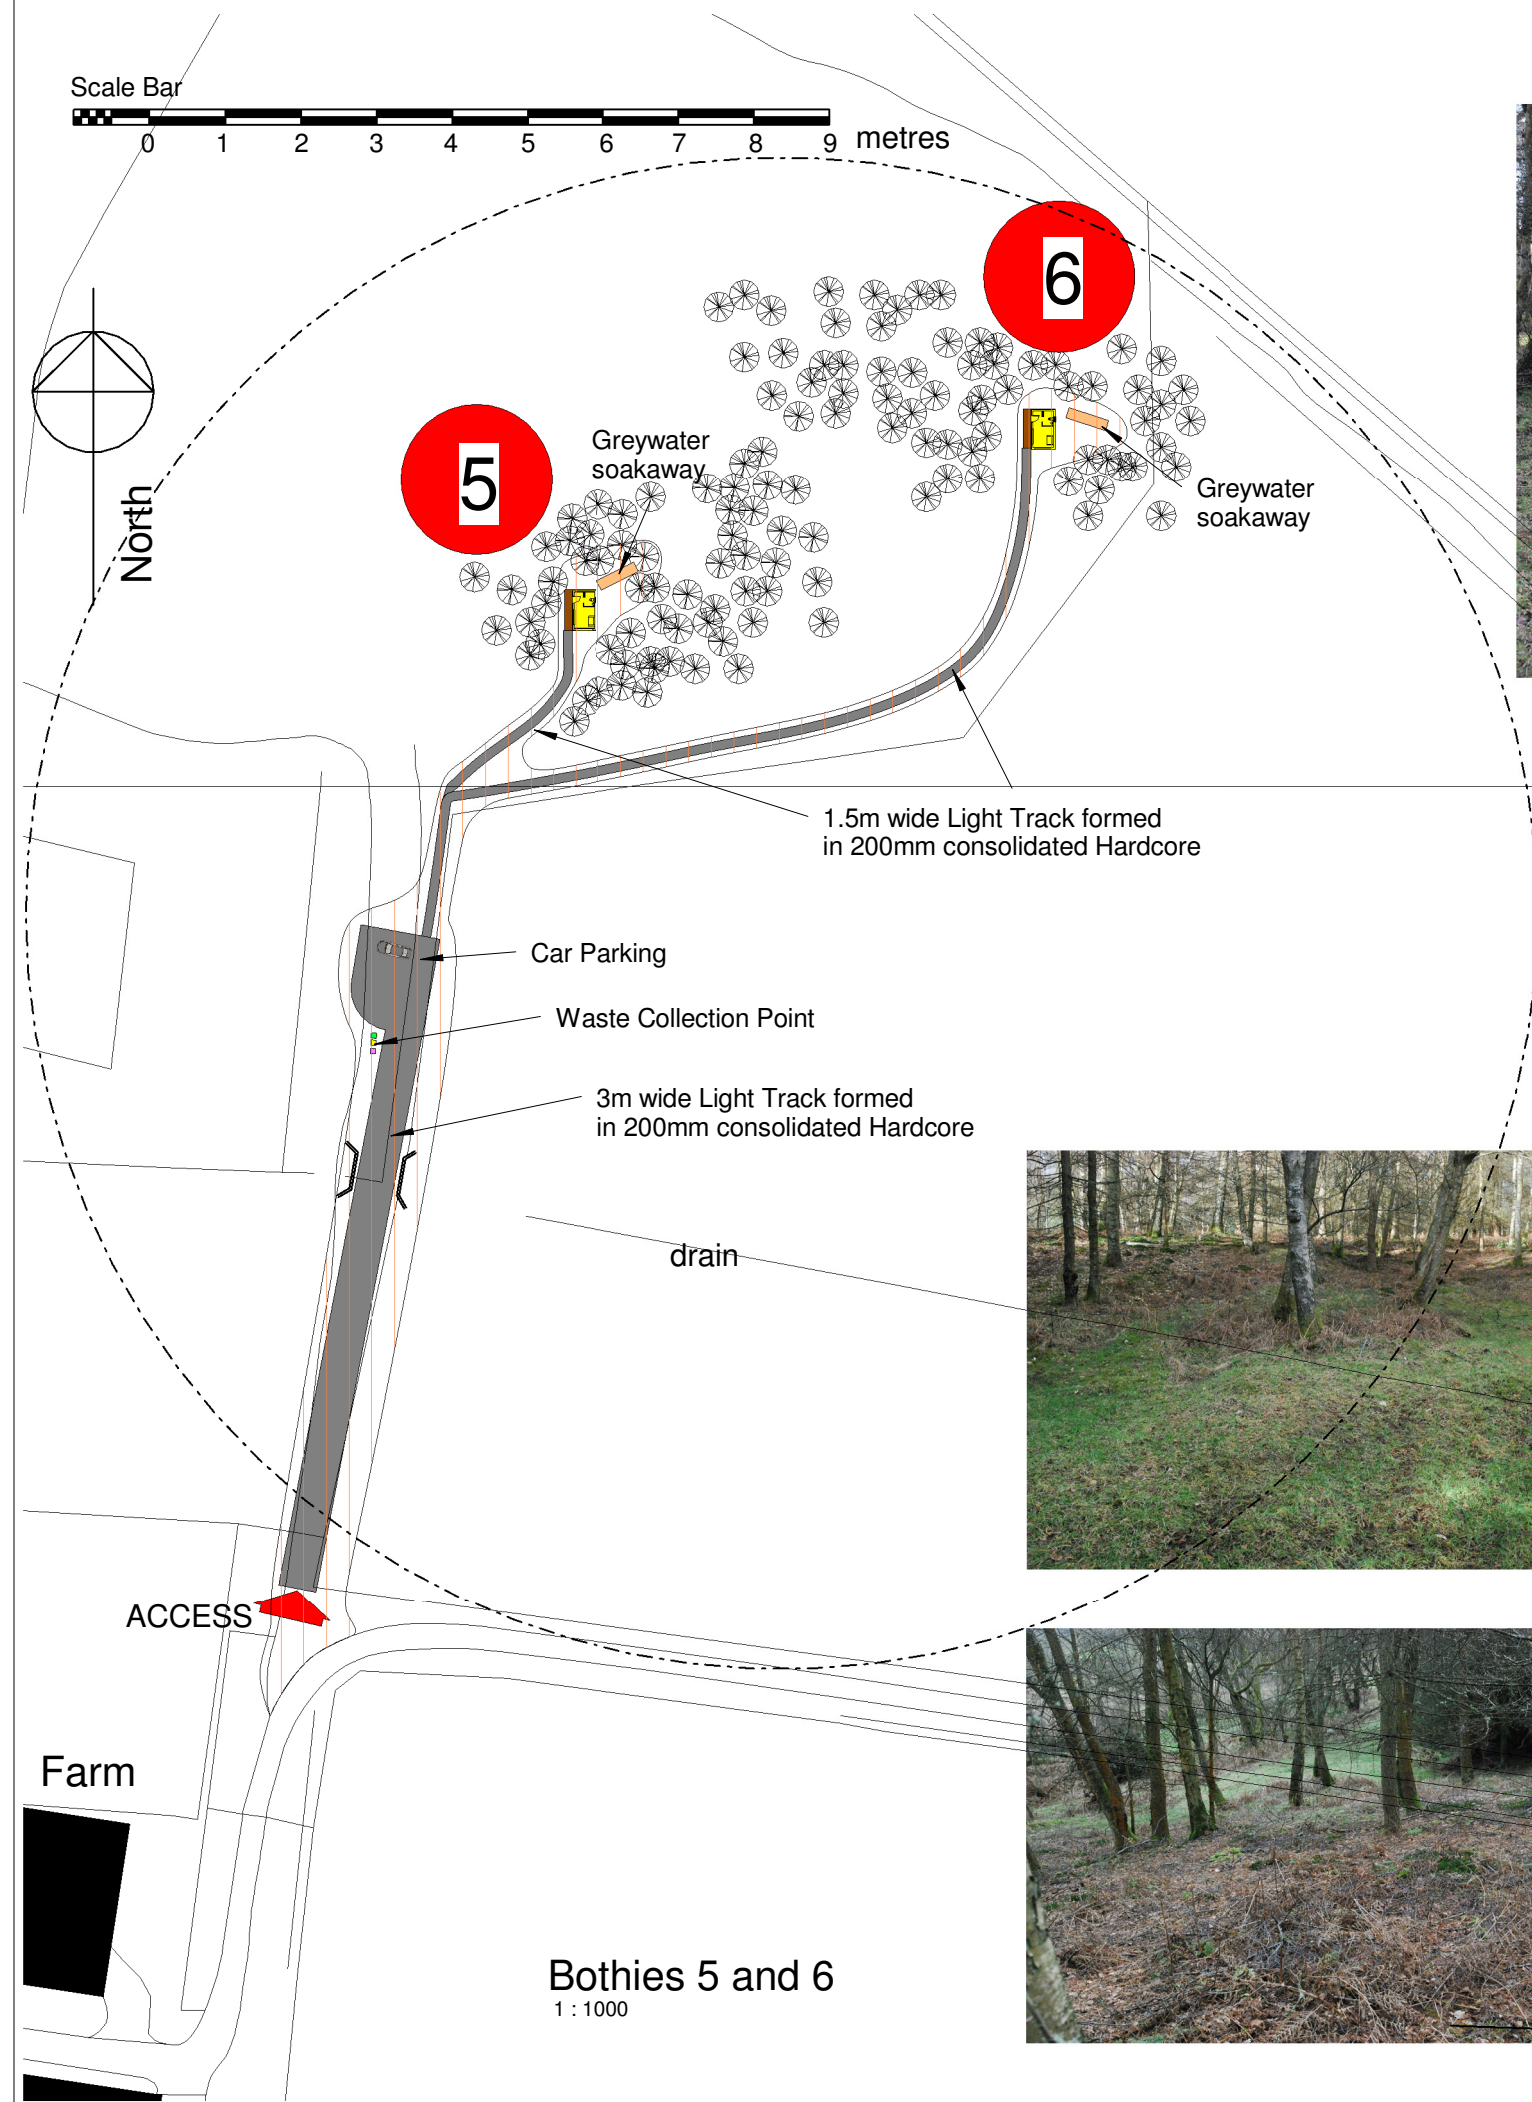 Scale Bar
0 1 2 3 4 5 6 7 8 9 metres
6
5
Greywater
soakaway
Greywater
soakaway
North
1.5m wide Light Track formed
in 200mm consolidated Hardcore
Car Parking
Waste Collection Point
3m wide Light Track formed
in 200mm consolidated Hardcore
drain
ACCESS
Farm
Bothies 5 and 6
1 : 1000